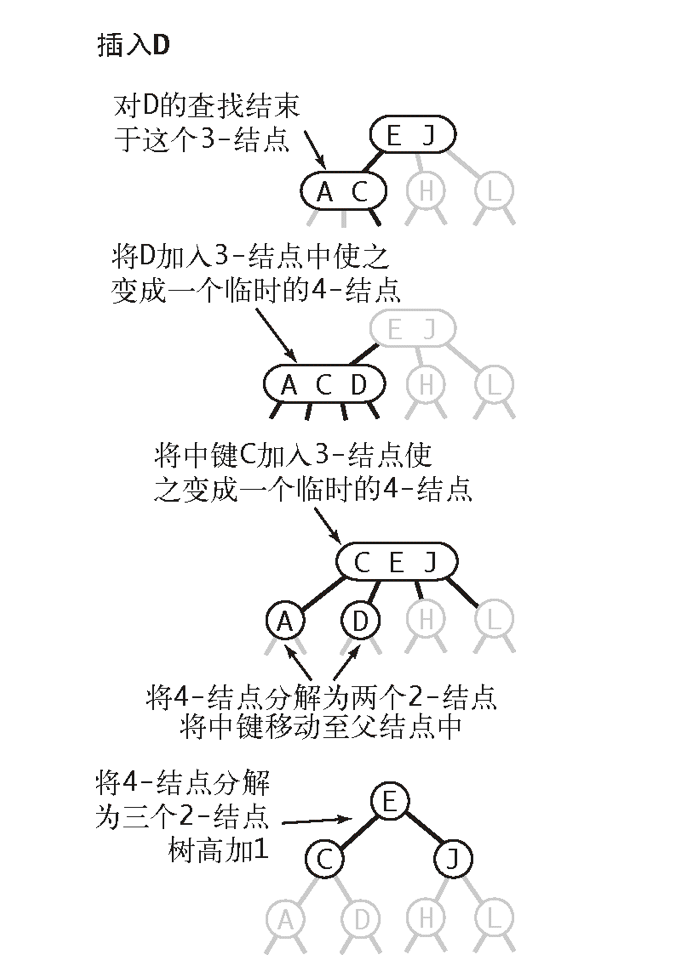 插入D
对D的查找结束
于这个3-结点
E J
A C
H
L
将D加入3-结点中使之
变成一个临时的4-结点
E J
A C D
H
L
将中键C加入3-结点使
之变成一个临时的4-结点
C E J
A
D
H
L
将4-结点分解为两个2-结点
将中键移动至父结点中
将4-结点分解
为三个2-结点
树高加1
E
C
J
A
D
H
L